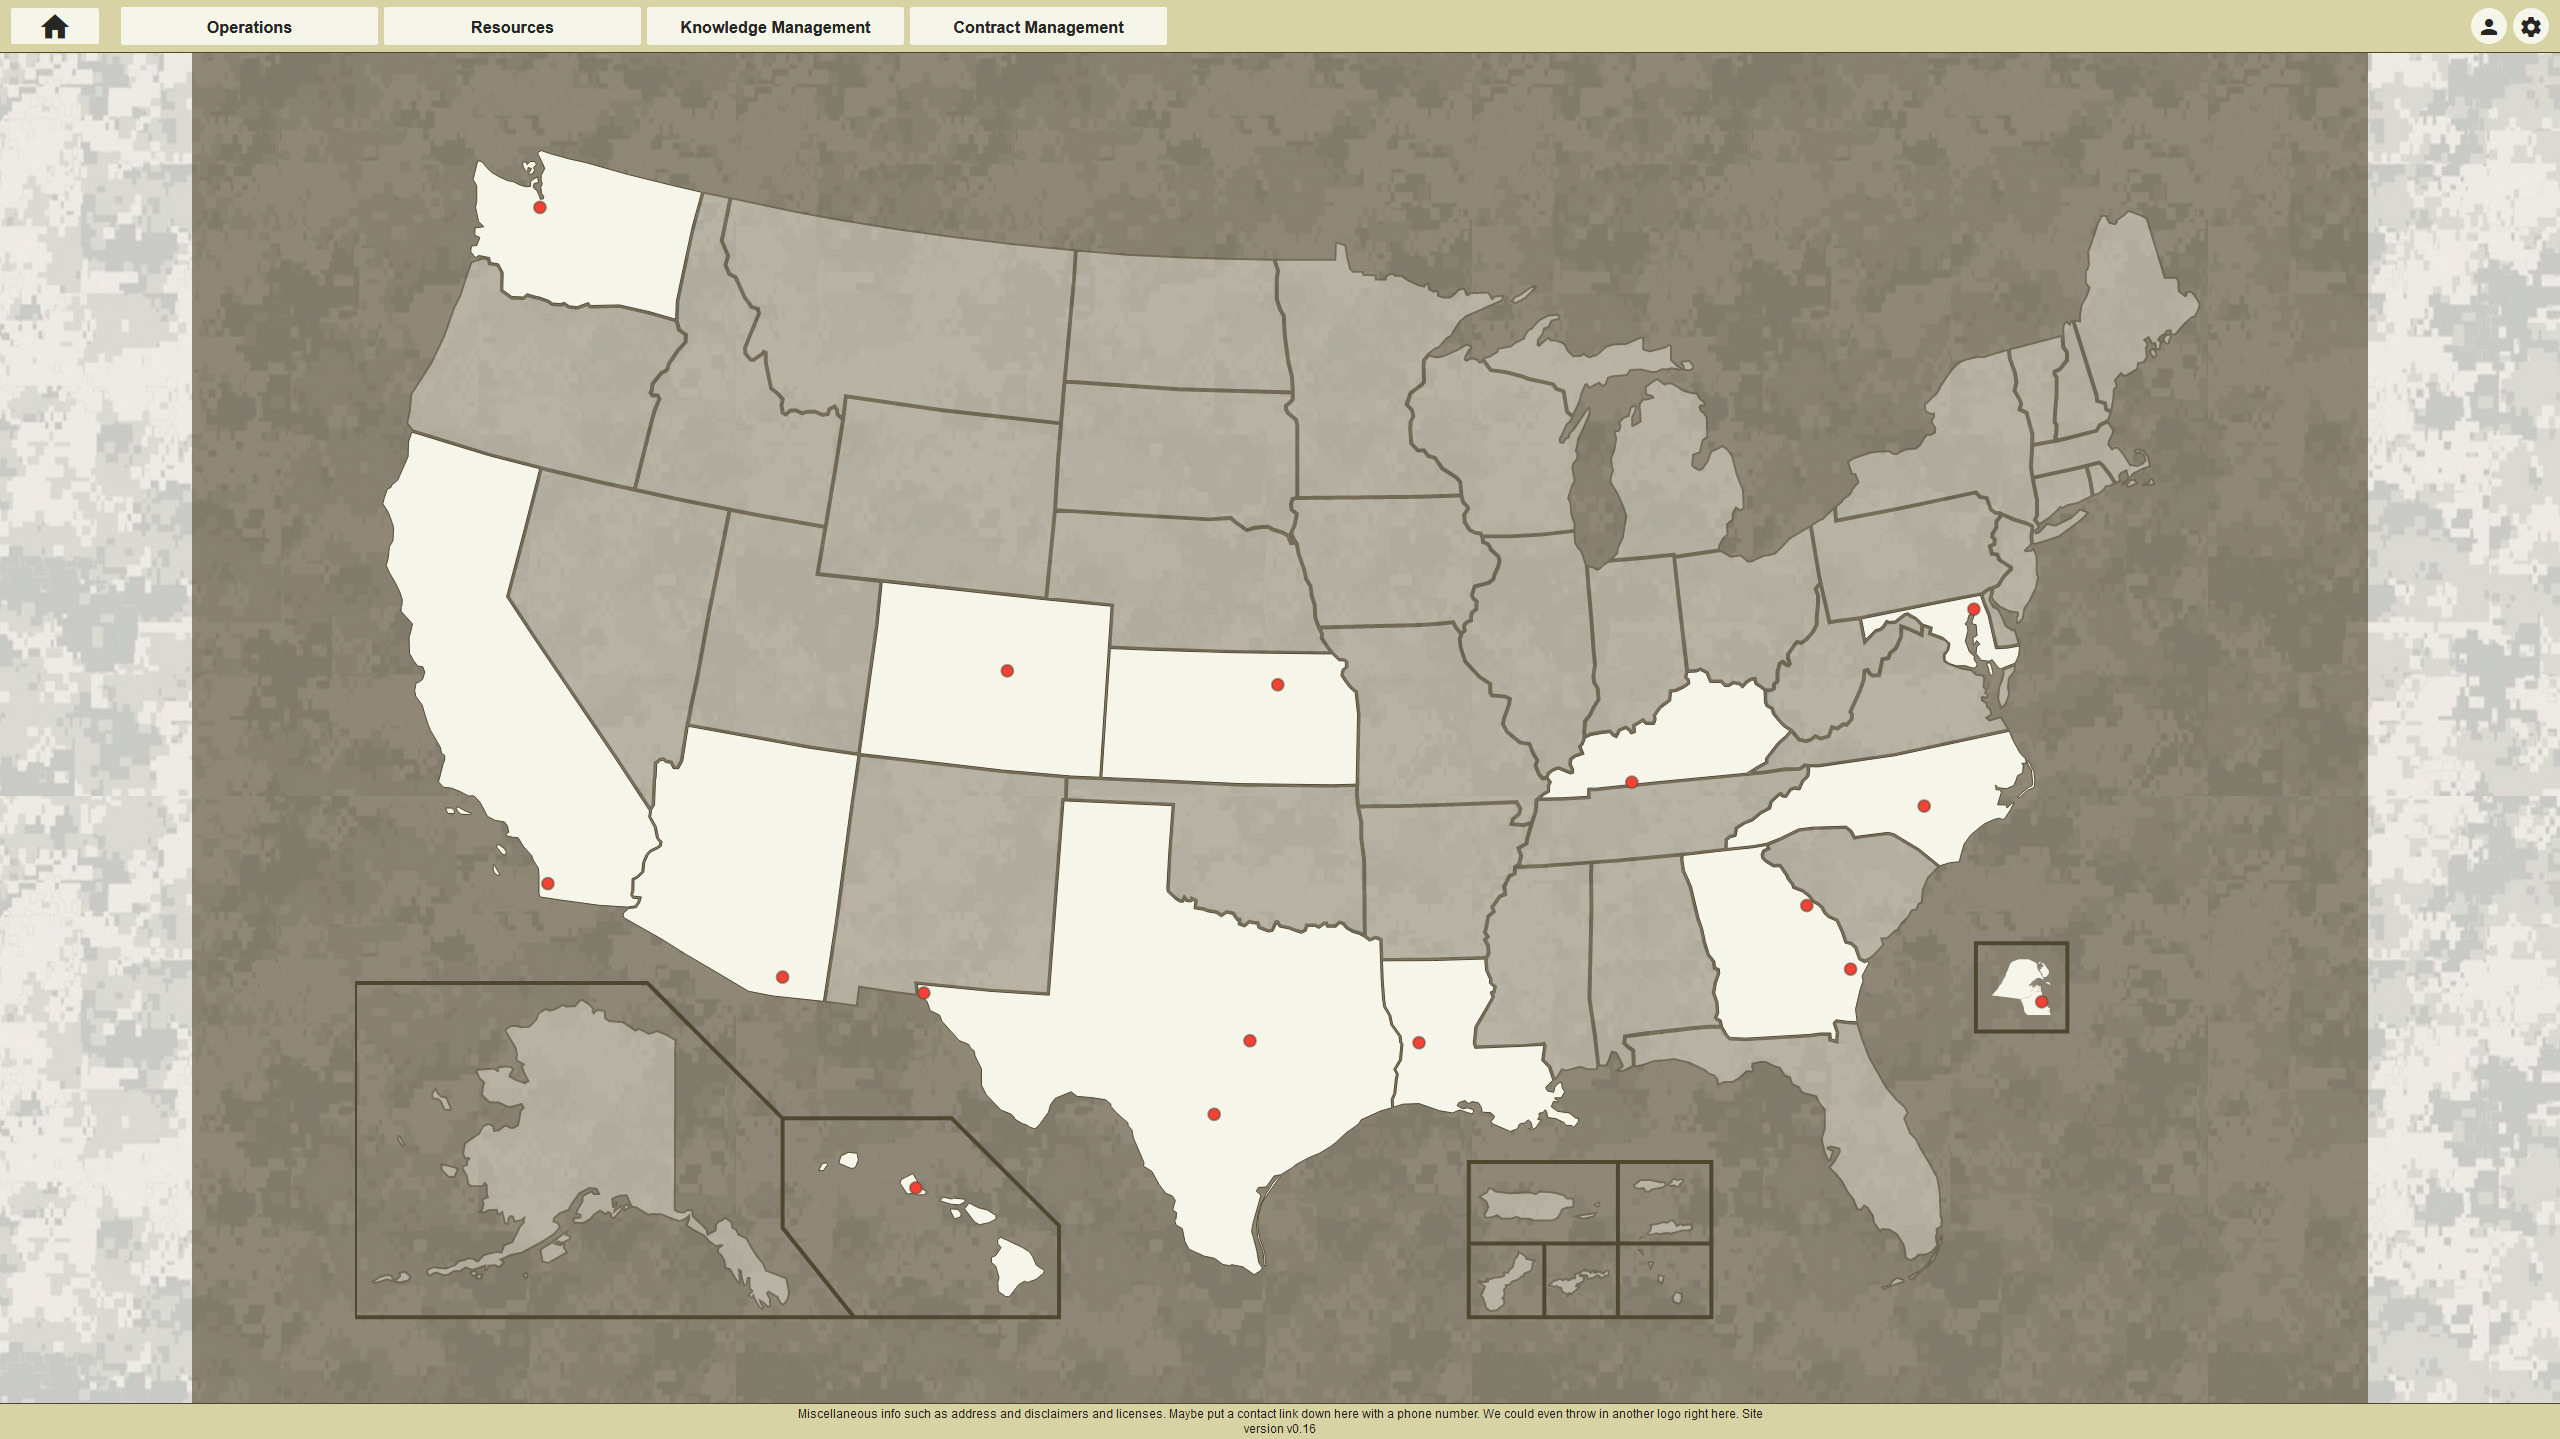 Operations
Resources
Knowledge Management
Contract Management
Miscellaneous info such as address and disclaimers and licenses. Maybe put a contact link down here with a phone number. We could even throw in another logo right here. Site
version v0.16